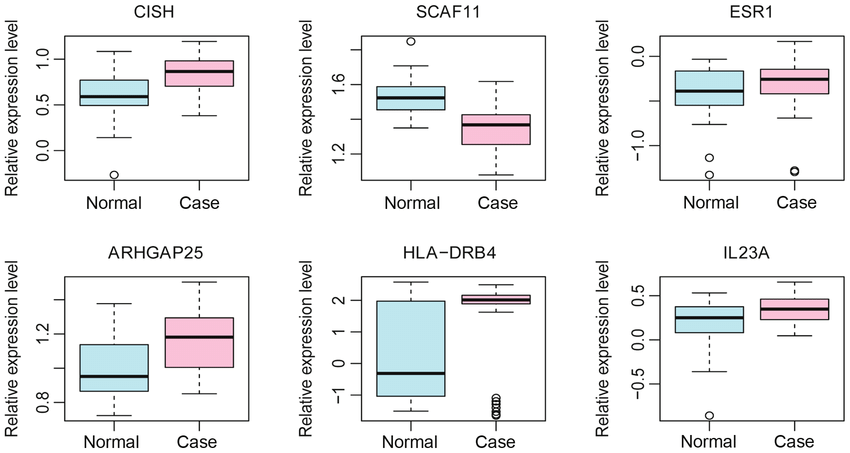 CISH
Relative expression level
1.0
0.5
0.0
Normal Case
SCAF11
Relative expression level
1.6
1.2
Normal Case
ESR1
Relative expression level
0.0
−1.0
Normal Case
ARHGAP25
Relative expression level
1.2
0.8
Normal Case
HLA−DRB4
Relative expression level
2
1
0
−1
Normal Case
IL23A
Relative expression level
0.5
0.0
−0.5
Normal Case